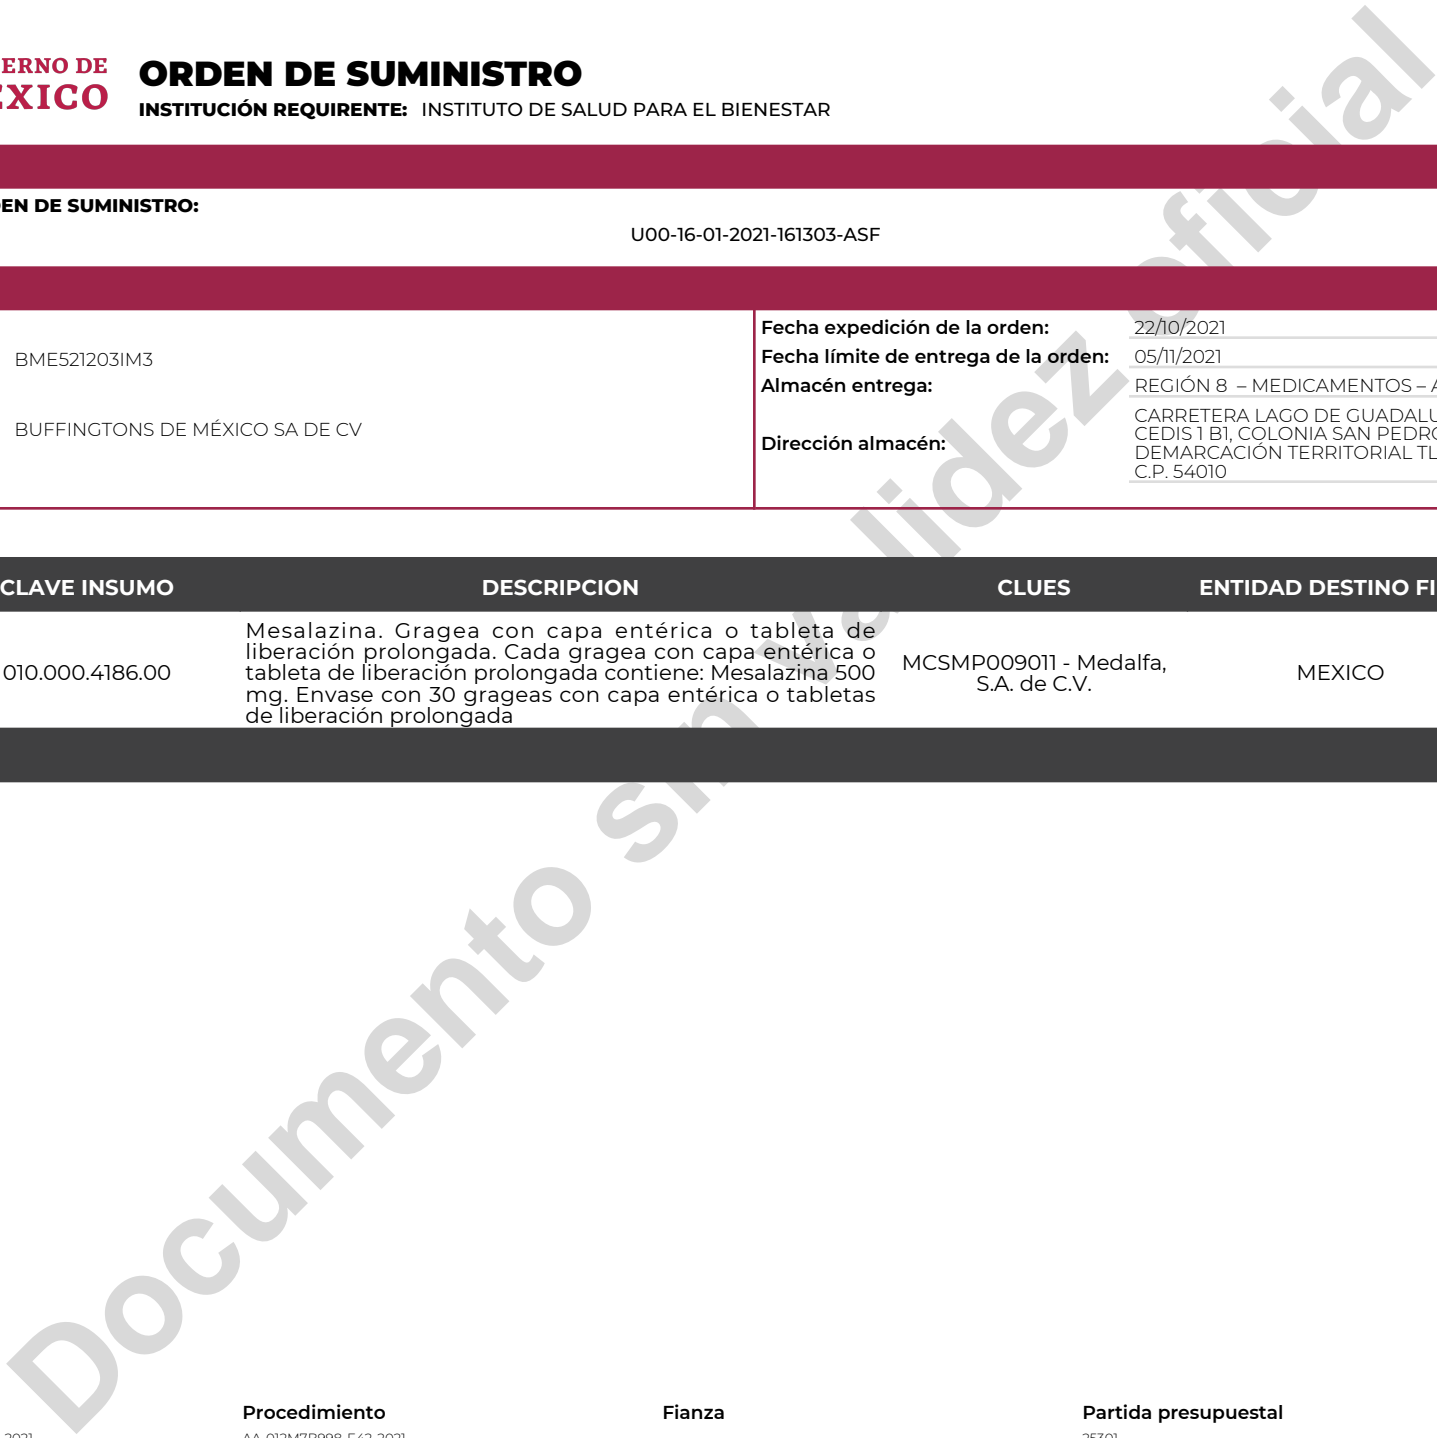 ERNO DE
EXICO
ORDEN DE SUMINISTRO
INSTITUCIÓN REQUIRENTE: INSTITUTO DE SALUD PARA EL BIENESTAR
EN DE SUMINISTRO:
U00-16-01-2021-161303-ASF
BME521203IM3
BUFFINGTONS DE MÉXICO SA DE CV
Fecha expedición de la orden: 22/10/2021
Fecha límite de entrega de la orden: 05/11/2021
Almacén entrega: REGIÓN 8 – MEDICAMENTOS – A
Dirección almacén:
CARRETERA LAGO DE GUADALU
CEDIS 1 B1, COLONIA SAN PEDRO
DEMARCACIÓN TERRITORIAL TL
C.P. 54010
CLAVE INSUMO DESCRIPCION CLUES ENTIDAD DESTINO FI
010.000.4186.00
Mesalazina. Gragea con capa entérica o tableta de
liberación prolongada. Cada gragea con capa entérica o
tableta de liberación prolongada contiene: Mesalazina 500
mg. Envase con 30 grageas con capa entérica o tabletas
de liberación prolongada
MCSMP009011 - Medalfa,
S.A. de C.V.
MEXICO
Documento sin validez oficial
Procedimiento Fianza Partida presupuestal